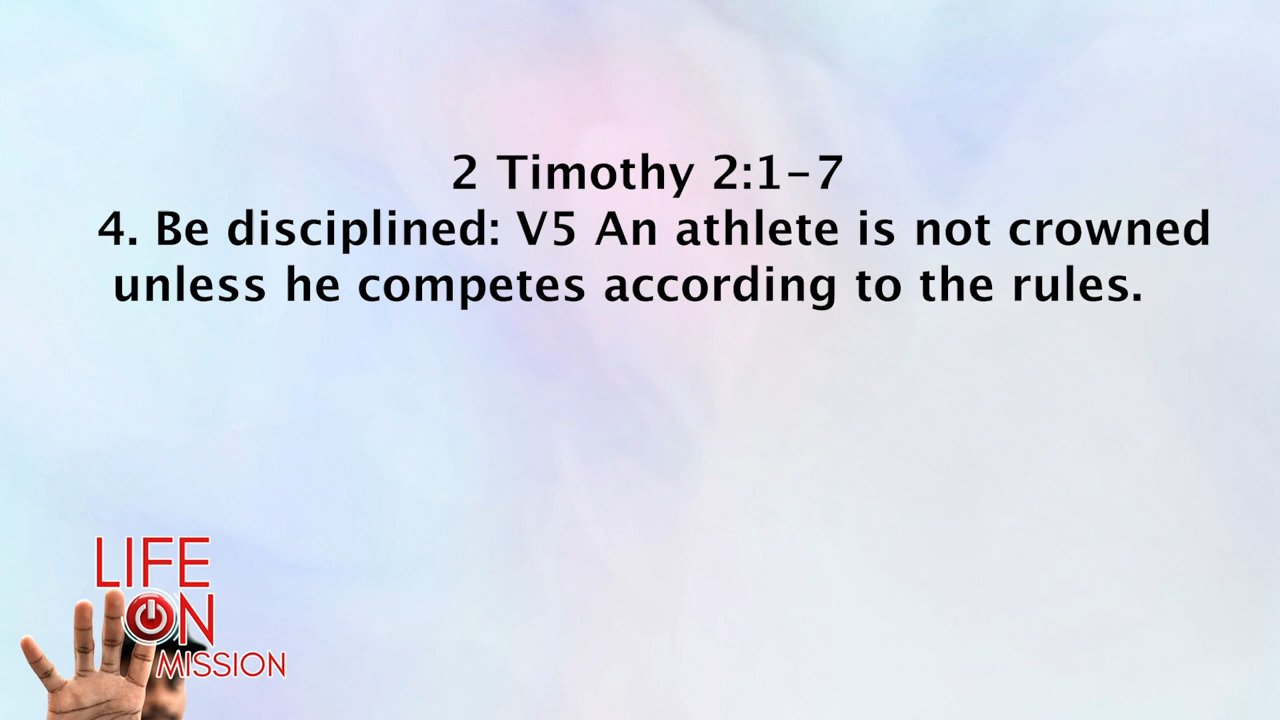 2 Timothy 2:1-7
4. Be disciplined: V5 An athlete is not crowned
unless he competes according to the rules.
LIFE
ON
MISSION